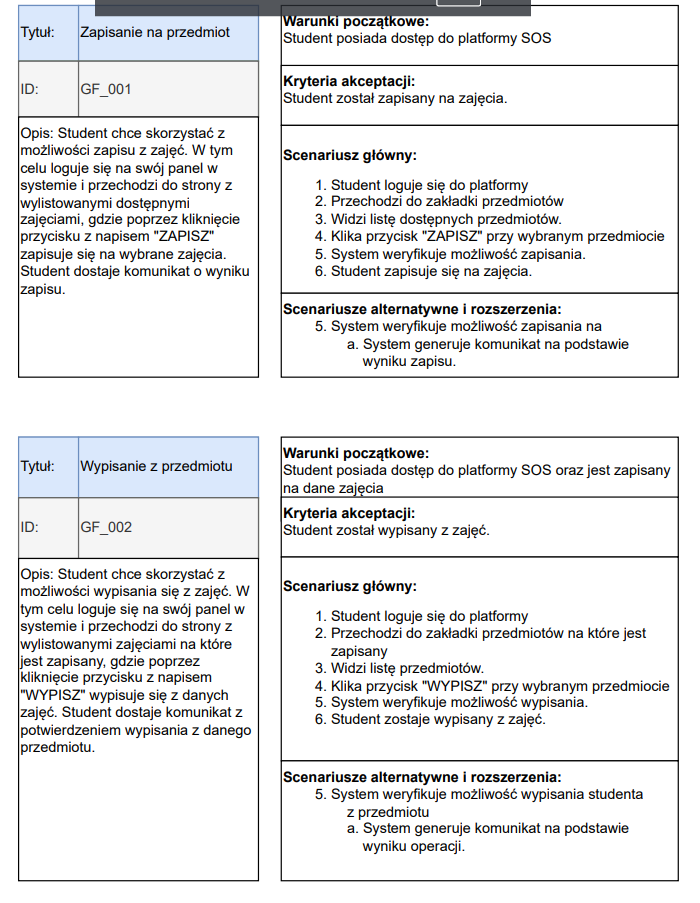 Tytuł: Zapisanie na przedmiot
ID: GF_001
Opis: Student chce skorzystać z
możliwości zapisu z zajęć. W tym
celu loguje się na swój panel w
systemie i przechodzi do strony z
wylistowanymi dostępnymi
zajęciami, gdzie poprzez kliknięcie
przycisku z napisem "ZAPISZ"
zapisuje się na wybrane zajęcia.
Student dostaje komunikat o wyniku
zapisu.
Warunki początkowe:
Student posiada dostęp do platformy SOS
Kryteria akceptacji:
Student został zapisany na zajęcia.
Scenariusz główny:
1. Student loguje się do platformy
2. Przechodzi do zakładki przedmiotów
3. Widzi listę dostępnych przedmiotów.
4. Klika przycisk "ZAPISZ" przy wybranym przedmiocie
5. System weryfikuje możliwość zapisania.
6. Student zapisuje się na zajęcia.
Scenariusze alternatywne i rozszerzenia:
5. System weryfikuje możliwość zapisania na
a. System generuje komunikat na podstawie
wyniku zapisu.
Tytuł: Wypisanie z przedmiotu
ID: GF_002
Opis: Student chce skorzystać z
możliwości wypisania się z zajęć. W
tym celu loguje się na swój panel w
systemie i przechodzi do strony z
wylistowanymi zajęciami na które
jest zapisany, gdzie poprzez
kliknięcie przycisku z napisem
"WYPISZ" wypisuje się z danych
zajęć. Student dostaje komunikat z
potwierdzeniem wypisania z danego
przedmiotu.
Warunki początkowe:
Student posiada dostęp do platformy SOS oraz jest zapisany
na dane zajęcia
Kryteria akceptacji:
Student został wypisany z zajęć.
Scenariusz główny:
1. Student loguje się do platformy
2. Przechodzi do zakładki przedmiotów na które jest
zapisany
3. Widzi listę przedmiotów.
4. Klika przycisk "WYPISZ" przy wybranym przedmiocie
5. System weryfikuje możliwość wypisania.
6. Student zostaje wypisany z zajęć.
Scenariusze alternatywne i rozszerzenia:
5. System weryfikuje możliwość wypisania studenta
z przedmiotu
a. System generuje komunikat na podstawie
wyniku operacji.